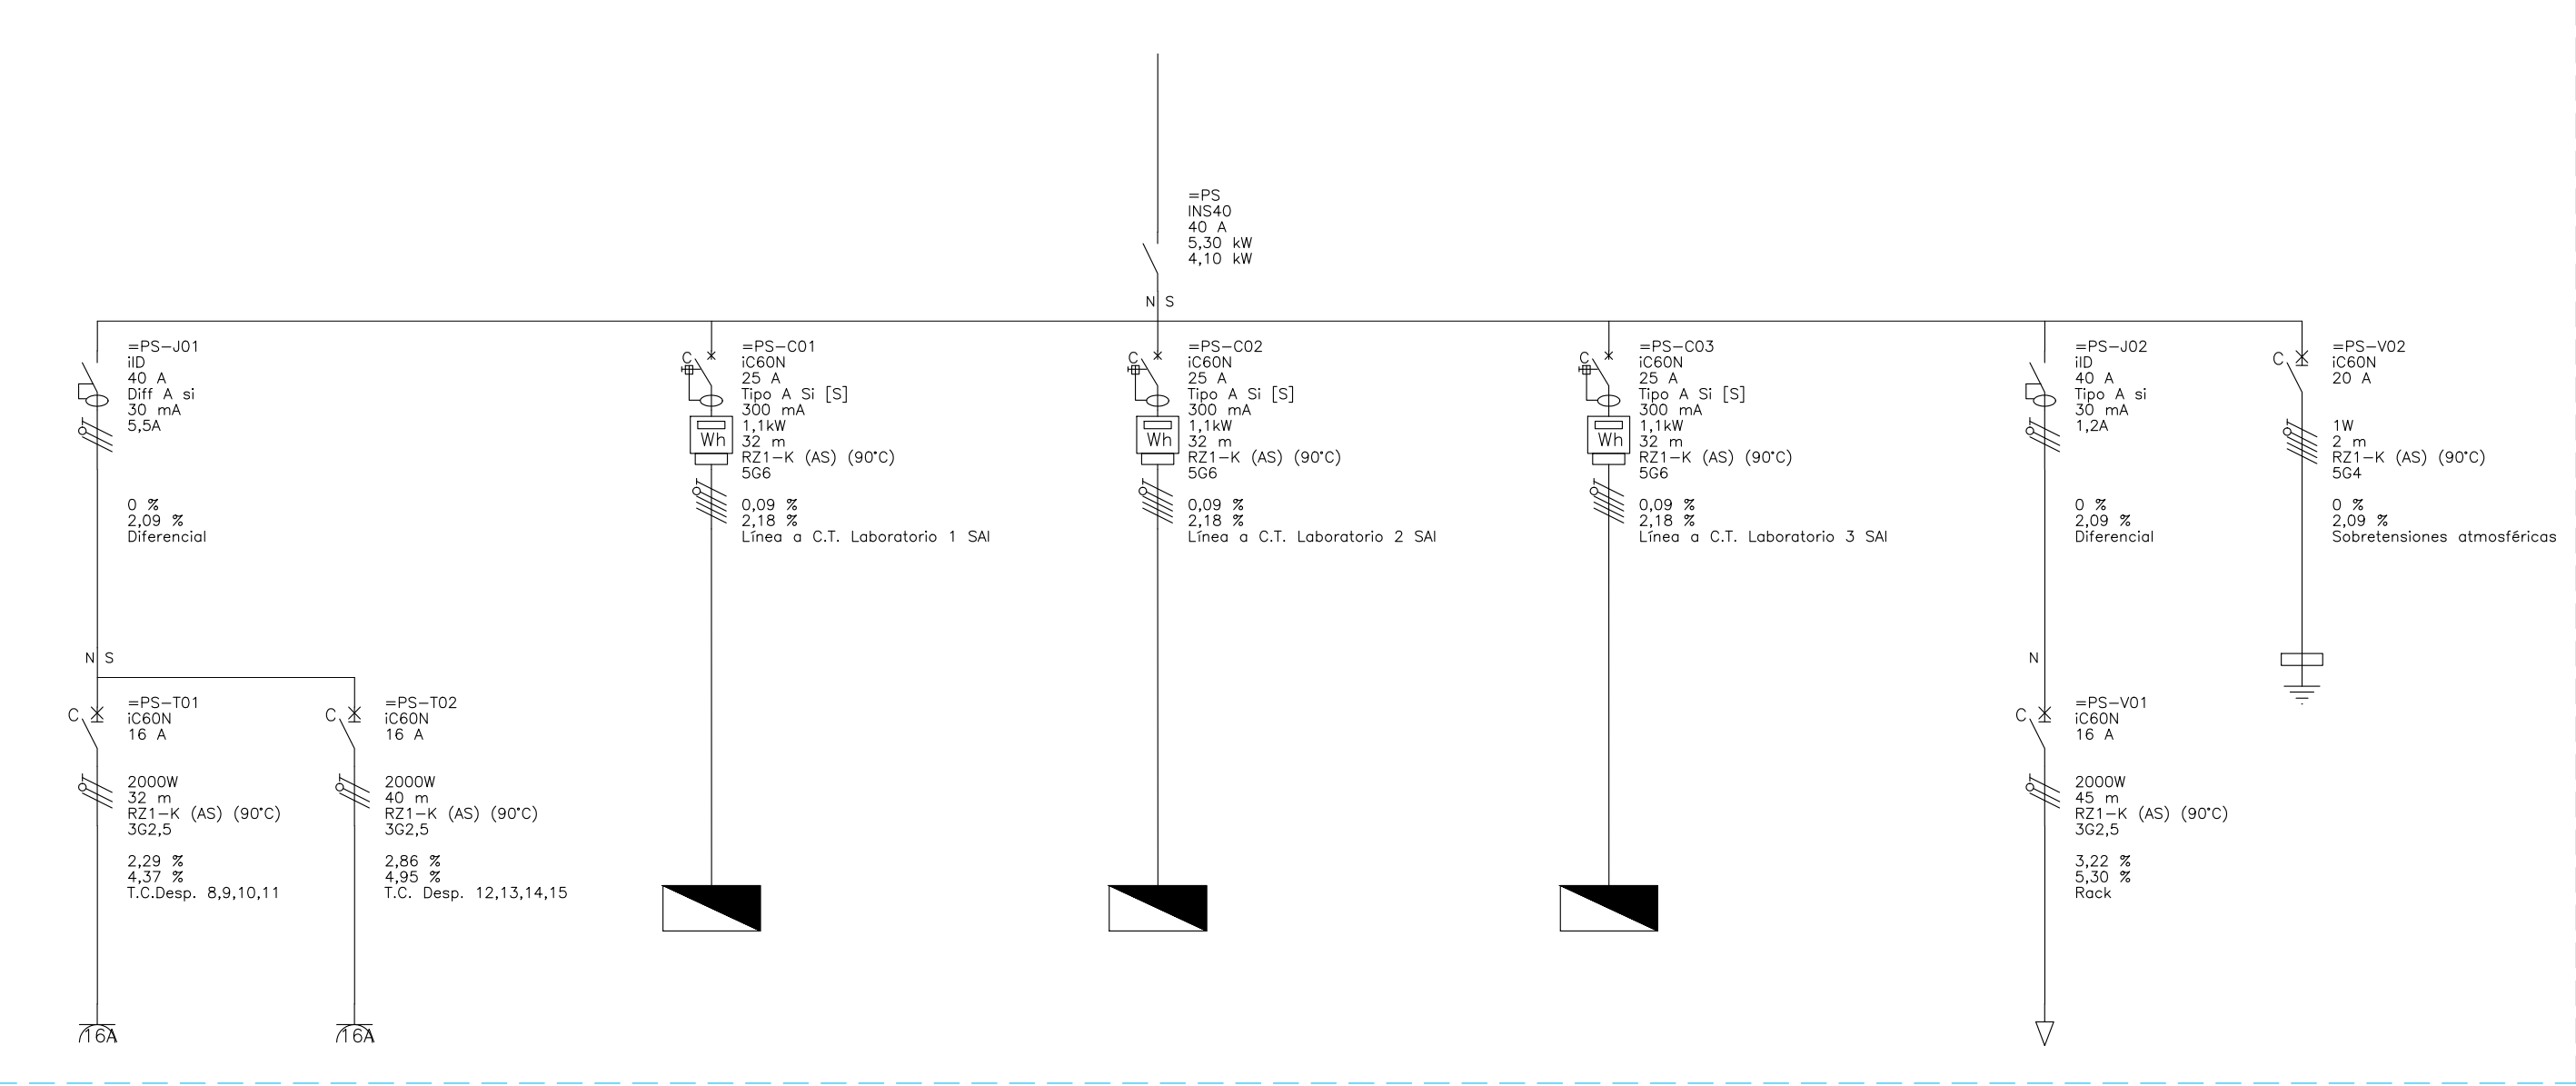 =PS
INS40
40 A
5,30 kW
4,10 kW
N S
=PS-J01
iID
40 A
Diff A si
30 mA
5,5A
0 %
2,09 %
Diferencial
C
=PS-C01
iC60N
25 A
Tipo A Si [S]
300 mA
Wh
1,1kW
32 m
RZ1-K (AS) (90°C)
5G6
0,09 %
2,18 %
Línea a C.T. Laboratorio 1 SAI
C
=PS-C02
iC60N
25 A
Tipo A Si [S]
300 mA
Wh
1,1kW
32 m
RZ1-K (AS) (90°C)
5G6
0,09 %
2,18 %
Línea a C.T. Laboratorio 2 SAI
C
=PS-C03
iC60N
25 A
Tipo A Si [S]
300 mA
Wh
1,1kW
32 m
RZ1-K (AS) (90°C)
5G6
0,09 %
2,18 %
Línea a C.T. Laboratorio 3 SAI
=PS-J02
iID
40 A
Tipo A si
30 mA
1,2A
0 %
2,09 %
Diferencial
C
=PS-V02
iC60N
20 A
1W
2 m
RZ1-K (AS) (90°C)
5G4
0 %
2,09 %
Sobretensiones atmosféricas
N S
C
=PS-T01
iC60N
16 A
2000W
32 m
RZ1-K (AS) (90°C)
3G2,5
2,29 %
4,37 %
T.C.Desp. 8,9,10,11
16A
C
=PS-T02
iC60N
16 A
2000W
40 m
RZ1-K (AS) (90°C)
3G2,5
2,86 %
4,95 %
T.C. Desp. 12,13,14,15
16A
N
C
=PS-V01
iC60N
16 A
2000W
45 m
RZ1-K (AS) (90°C)
3G2,5
3,22 %
5,30 %
Rack